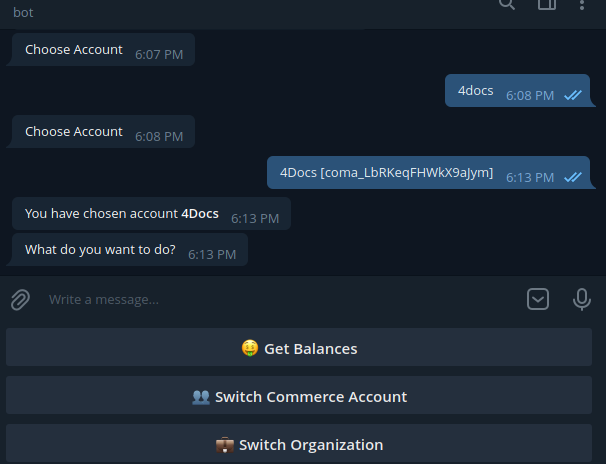 bot
Choose Account 6:07 PM
4docs 6:08 PM
Choose Account 6:08 PM
4Docs [coma_LbRKeqFHWkX9aJym] 6:13 PM
You have chosen account 4Docs 6:13 PM
What do you want to do? 6:13 PM
Write a message...
Get Balances
Switch Commerce Account
Switch Organization